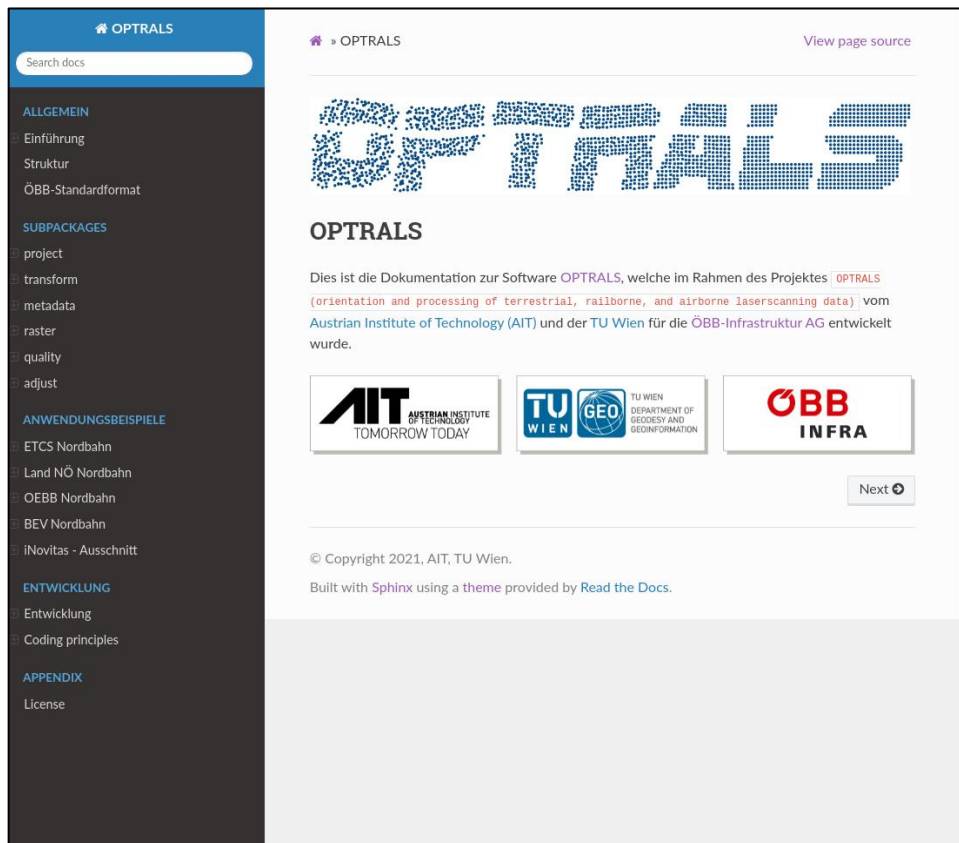 OPTRALS
Search docs
ALLGEMEIN
Einführung
Struktur
ÖBB-Standardformat
SUBPACKAGES
project
transform
metadata
raster
quality
adjust
ANWENDUNGSBEISPIELE
ETCS Nordbahn
Land NÖ Nordbahn
OEBB Nordbahn
BEV Nordbahn
iNovitas - Ausschnitt
ENTWICKLUNG
Entwicklung
Coding principles
APPENDIX
License
» OPTRALS
View page source
OPTRALS
OPTRALS
Dies ist die Dokumentation zur Software OPTRALS, welche im Rahmen des Projektes OPTRALS
(orientation and processing of terrestrial, railborne, and airborne laserscanning data) vom
Austrian Institute of Technology (AIT) und der TU Wien für die ÖBB-Infrastruktur AG entwickelt
wurde.
AIT AUSTRIAN INSTITUTE
OF TECHNOLOGY
TOMORROW TODAY
TU
WIEN
GEO
TU WIEN
DEPARTMENT OF
GEODESY AND
GEOINFORMATION
ÖBB
INFRA
Next
© Copyright 2021, AIT, TU Wien.
Built with Sphinx using a theme provided by Read the Docs.